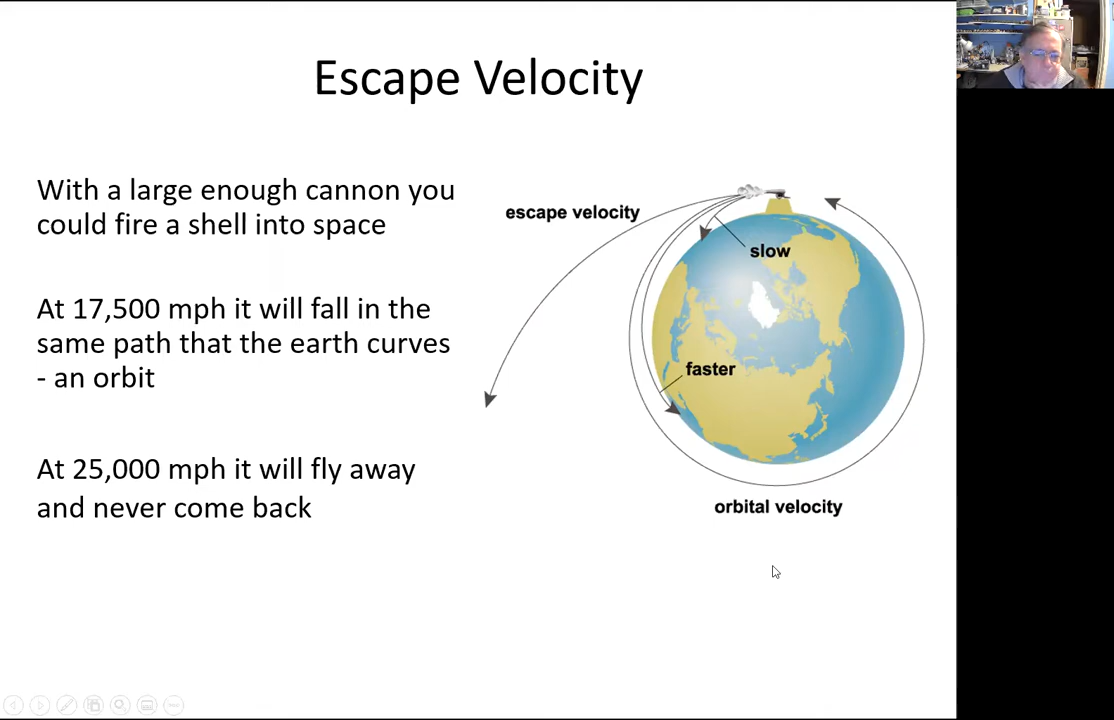 Escape Velocity
With a large enough cannon you
could fire a shell into space
At 17,500 mph it will fall in the
same path that the earth curves
- an orbit
At 25,000 mph it will fly away
and never come back
escape velocity
slow
faster
orbital velocity